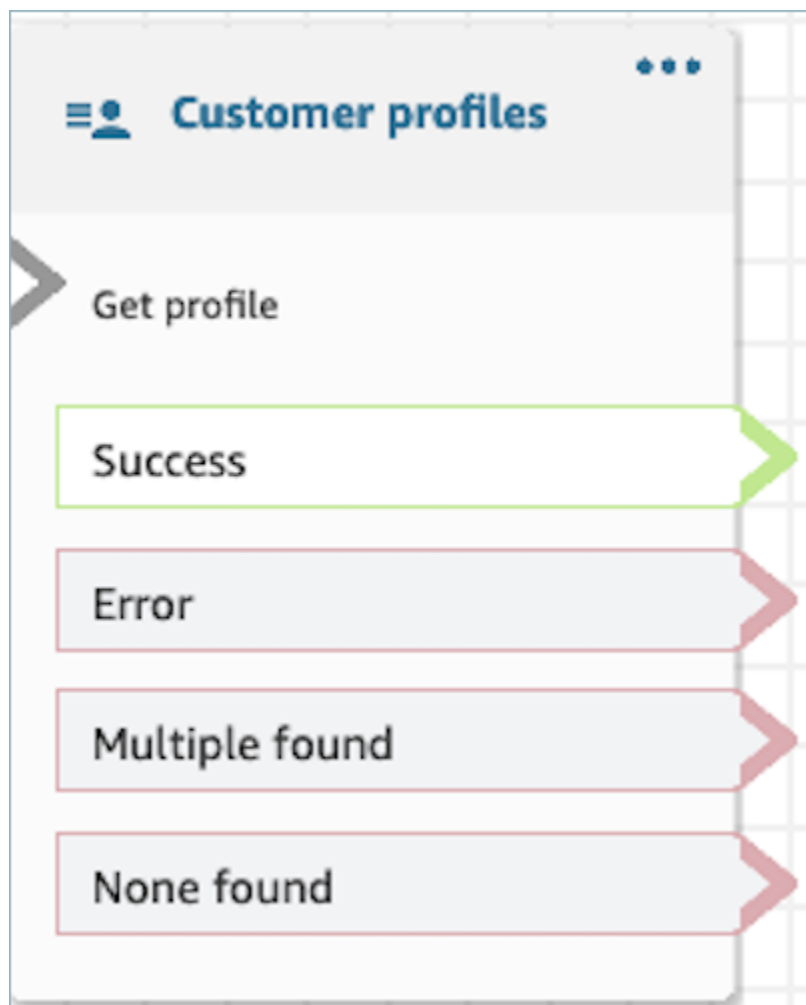 Customer profiles
Get profile
Success
Error
Multiple found
None found